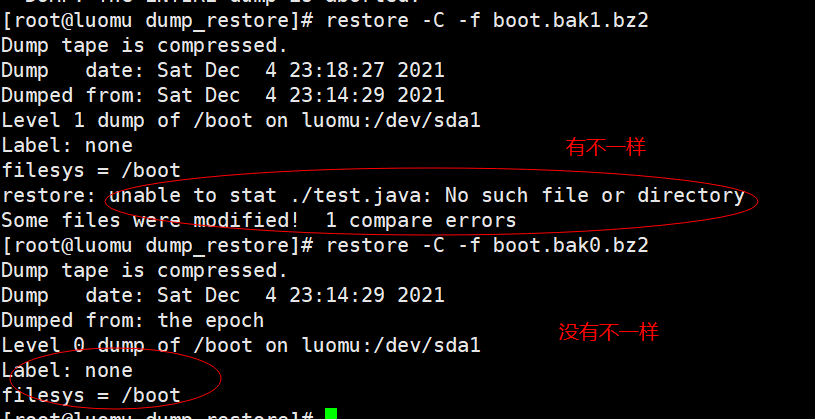 [root@luomu dump_restore]# restore -C -f boot.bak1.bz2
Dump tape is compressed.
Dump   date: Sat Dec  4 23:18:27 2021
Dumped from: Sat Dec  4 23:14:29 2021
Level 1 dump of /boot on luomu:/dev/sda1
Label: none
有不一样
filesys = /boot
restore: unable to stat ./test.java: No such file or directory
Some files were modified!  1 compare errors
[root@luomu dump_restore]# restore -C -f boot.bak0.bz2
Dump tape is compressed.
Dump   date: Sat Dec  4 23:14:29 2021
Dumped from: the epoch
没有不一样
Level 0 dump of /boot on luomu:/dev/sda1
Label: none
filesys = /boot
[root@luomu dump_restore]#